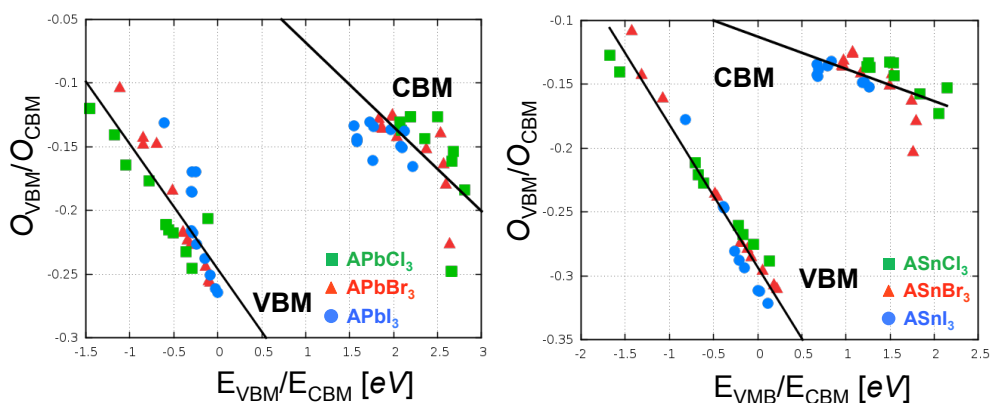 -0.05
-0.1
-0.15
-0.2
-0.25
-0.3
-1.5
-1
-0.5
0
0.5
1
1.5
2
2.5
3
O_VBM/O_CBM
E_VBM/E_CBM [eV]
CBM
VBM
APbCl₃
APbBr₃
APbI₃
-0.1
-0.15
-0.2
-0.25
-0.3
-0.35
-2
-1.5
-1
-0.5
0
0.5
1
1.5
2
2.5
O_VBM/O_CBM
E_VMB/E_CBM [eV]
CBM
VBM
ASnCl₃
ASnBr₃
ASnI₃